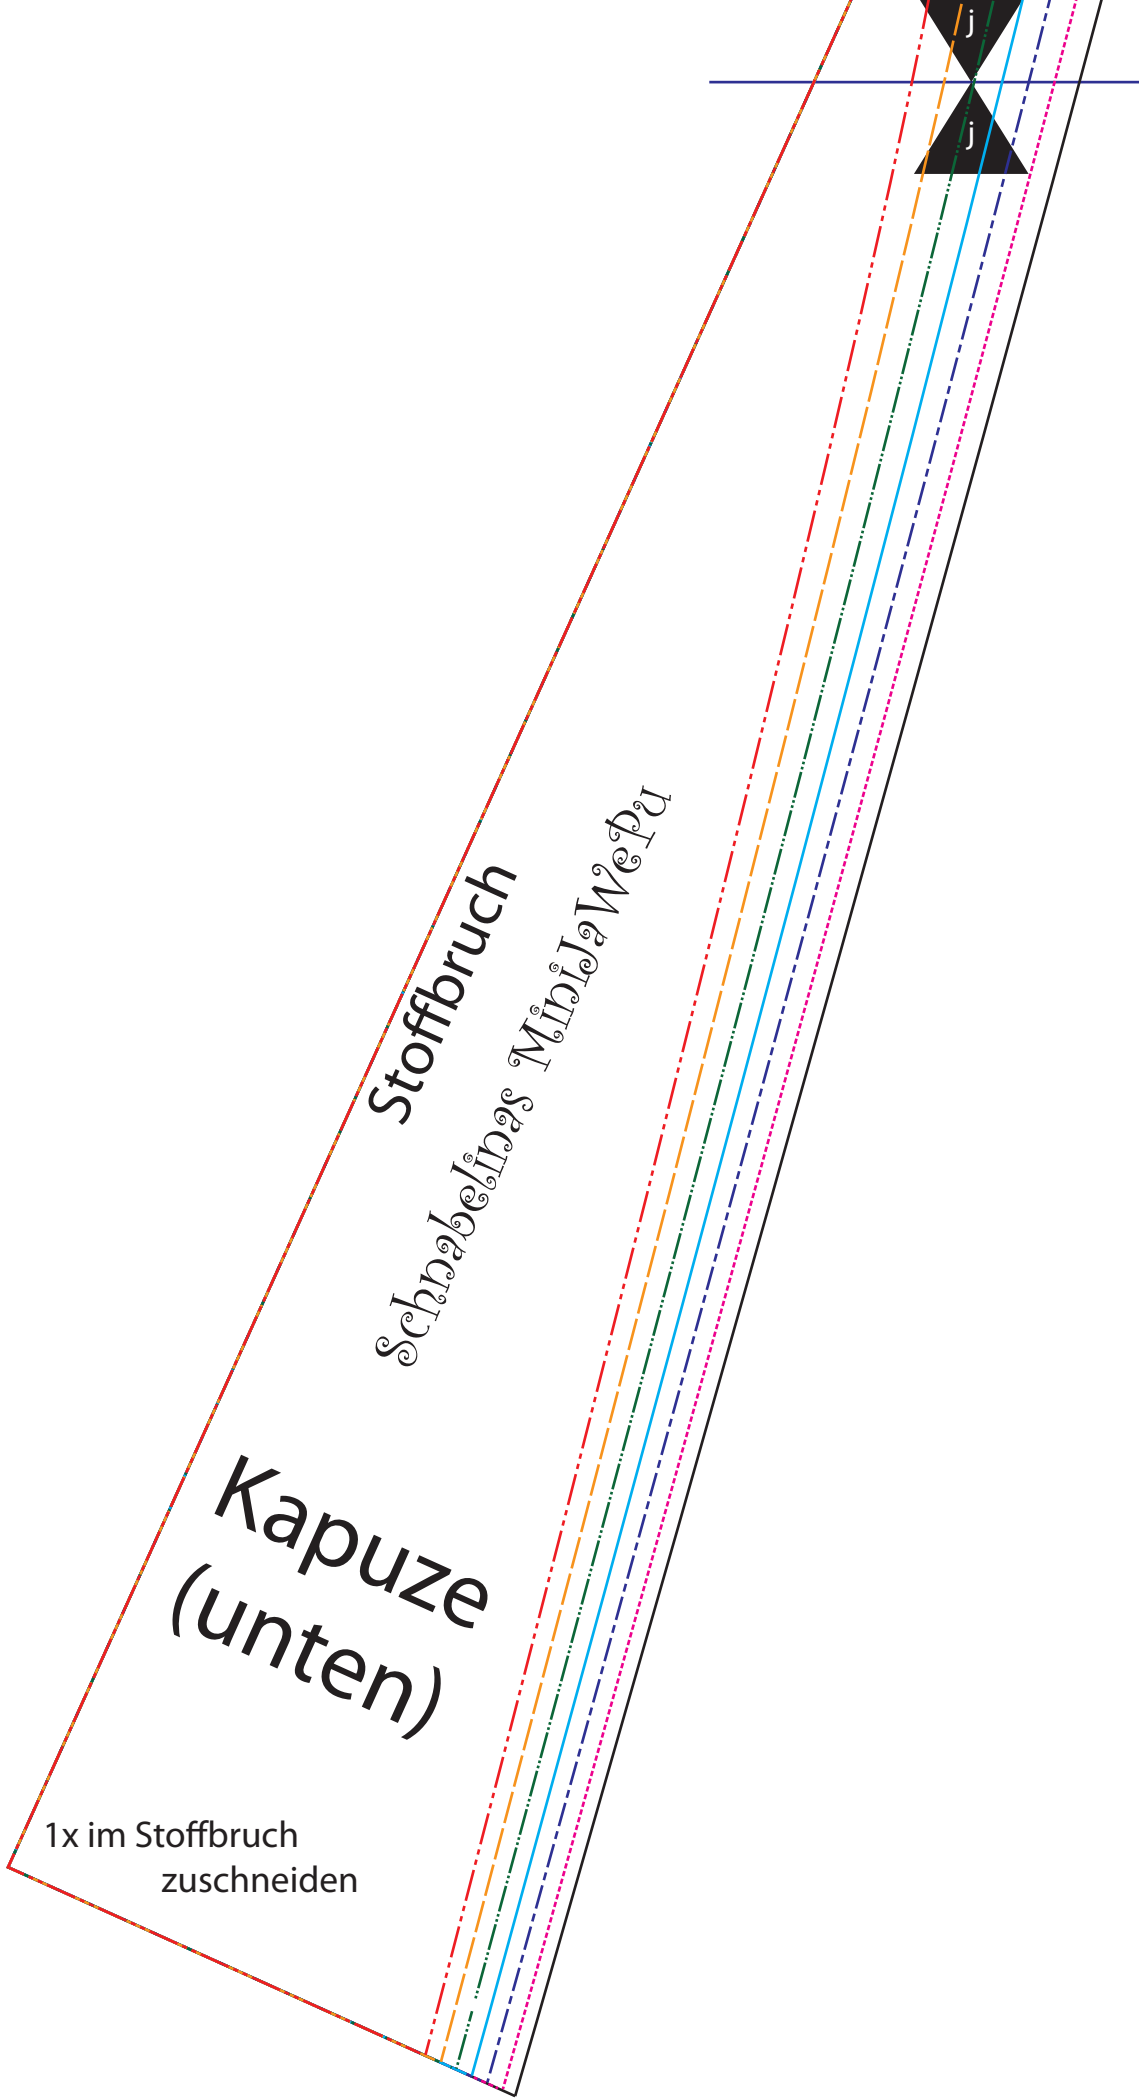 j
j
Stoffbruch
Schnabelinas MiniJaWePu
Kapuze
(unten)
1x im Stoffbruch
zuschneiden